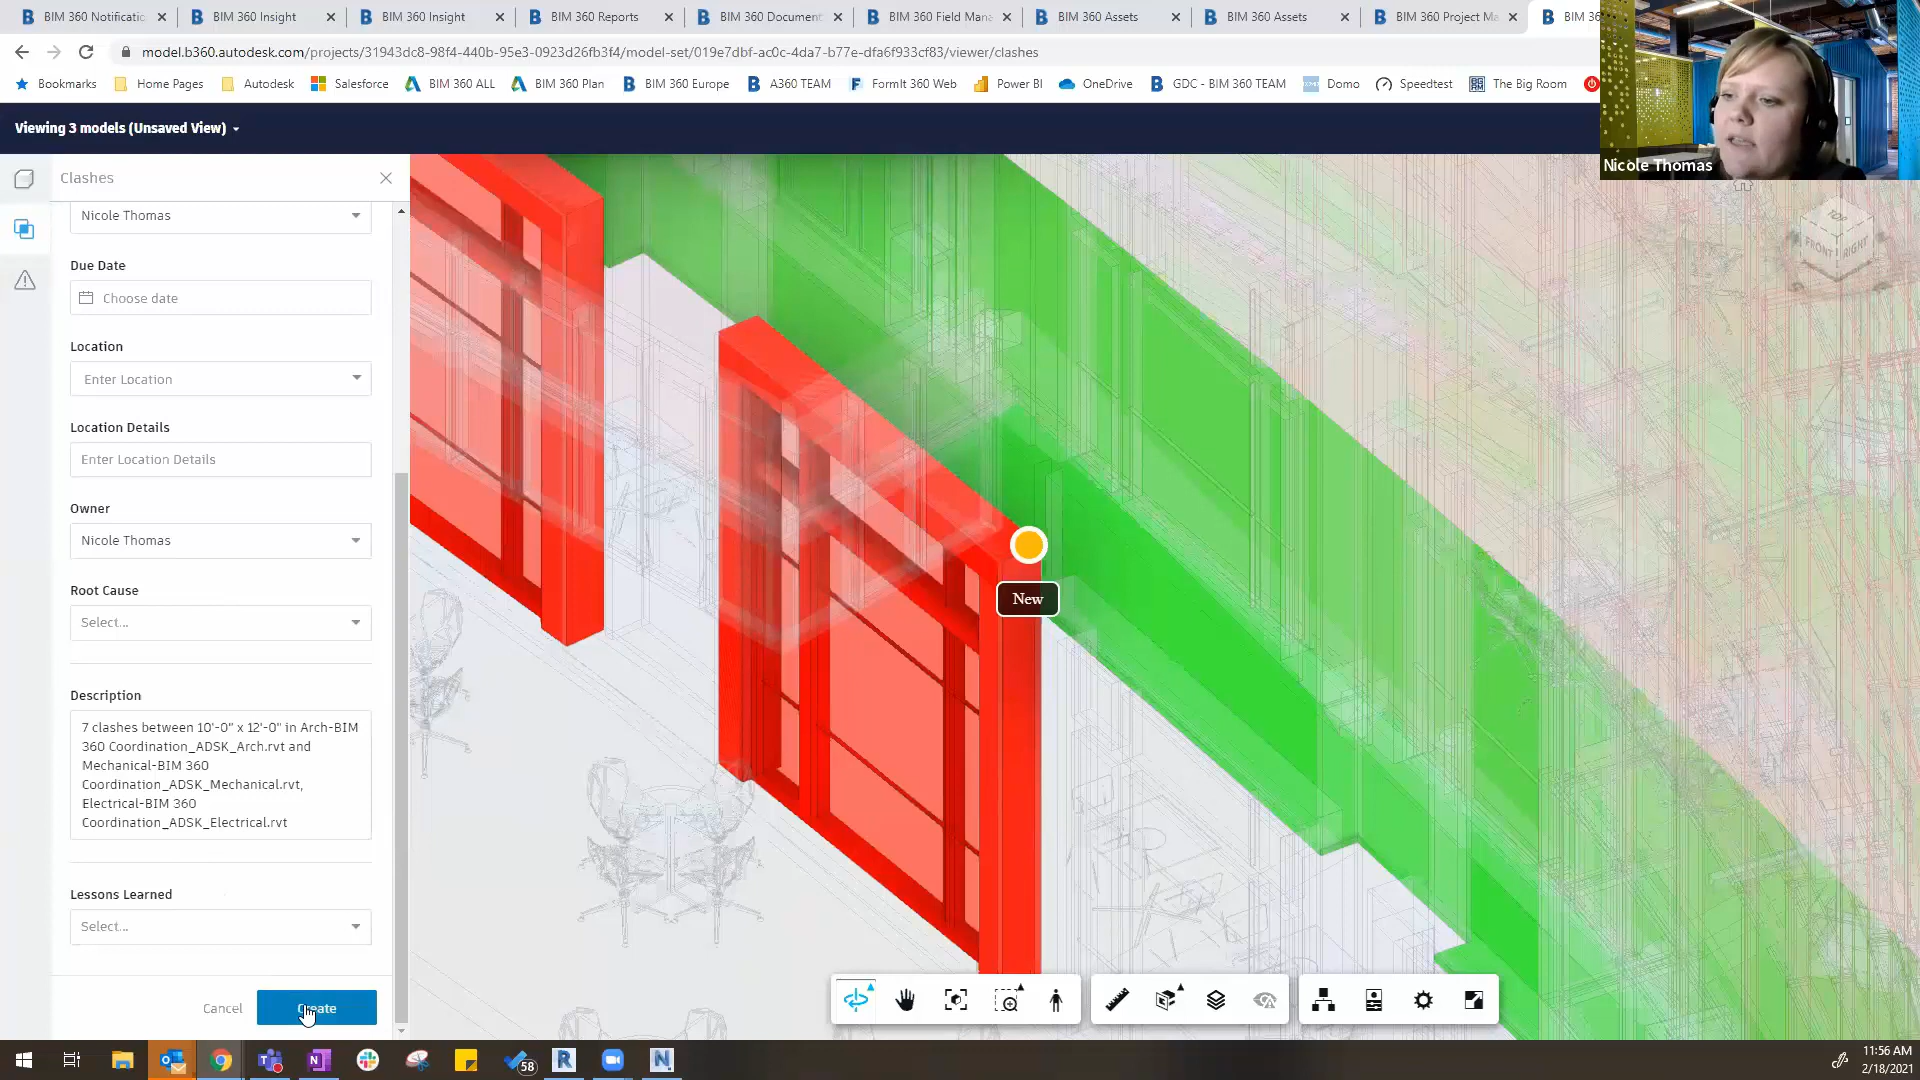 BIM 360 Notificatio
BIM 360 Insight
BIM 360 Insight
BIM 360 Reports
BIM 360 Document
BIM 360 Field Mana
BIM 360 Assets
BIM 360 Assets
BIM 360 Project Ma
BIM 36
model.b360.autodesk.com/projects/31943dc8-98f4-440b-95e3-0923d26fb3f4/model-set/019e7dbf-ac0c-4da7-b77e-dfa6f933cf83/viewer/clashes
Bookmarks
Home Pages
Autodesk
Salesforce
BIM 360 ALL
BIM 360 Plan
BIM 360 Europe
A360 TEAM
FormIt 360 Web
Power BI
OneDrive
GDC - BIM 360 TEAM
Domo
Speedtest
The Big Room
Viewing 3 models (Unsaved View)
Nicole Thomas
Clashes
Nicole Thomas
Due Date
Choose date
Location
Enter Location
Location Details
Enter Location Details
Owner
Nicole Thomas
Root Cause
Select...
Description
7 clashes between 10'-0" x 12'-0" in Arch-BIM
360 Coordination_ADSK_Arch.rvt and
Mechanical-BIM 360
Coordination_ADSK_Mechanical.rvt,
Electrical-BIM 360
Coordination_ADSK_Electrical.rvt
Lessons Learned
Select...
Cancel
Create
New
TOP
FRONT
RIGHT
58
11:56 AM
2/18/2021